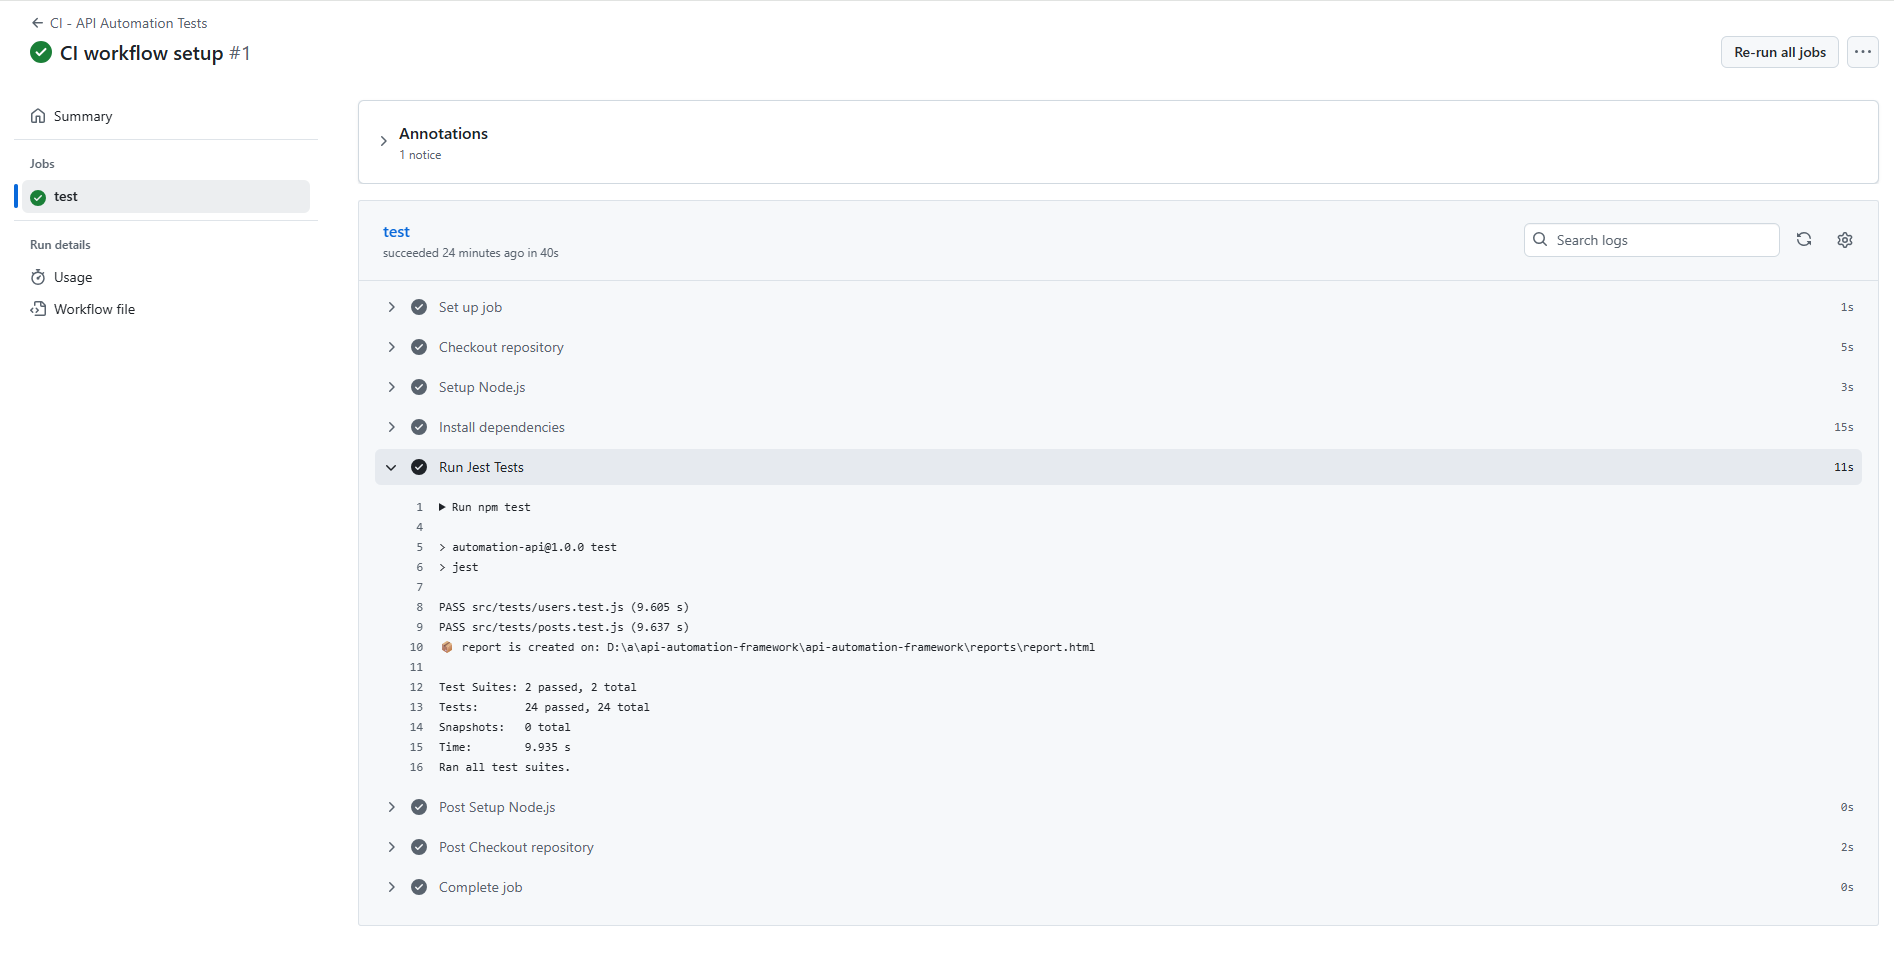 CI - API Automation Tests
CI workflow setup #1
Re-run all jobs
Summary
Jobs
test
Run details
Usage
Workflow file
Annotations
1 notice
test
succeeded 24 minutes ago in 40s
Search logs
Set up job 1s
Checkout repository 5s
Setup Node.js 3s
Install dependencies 15s
Run Jest Tests 11s
1 ▶ Run npm test
4
5 > automation-api@1.0.0 test
6 > jest
7
8 PASS src/tests/users.test.js (9.605 s)
9 PASS src/tests/posts.test.js (9.637 s)
10 📦 report is created on: D:\a\api-automation-framework\api-automation-framework\reports\report.html
11
12 Test Suites: 2 passed, 2 total
13 Tests: 24 passed, 24 total
14 Snapshots: 0 total
15 Time: 9.935 s
16 Ran all test suites.
Post Setup Node.js 0s
Post Checkout repository 2s
Complete job 0s